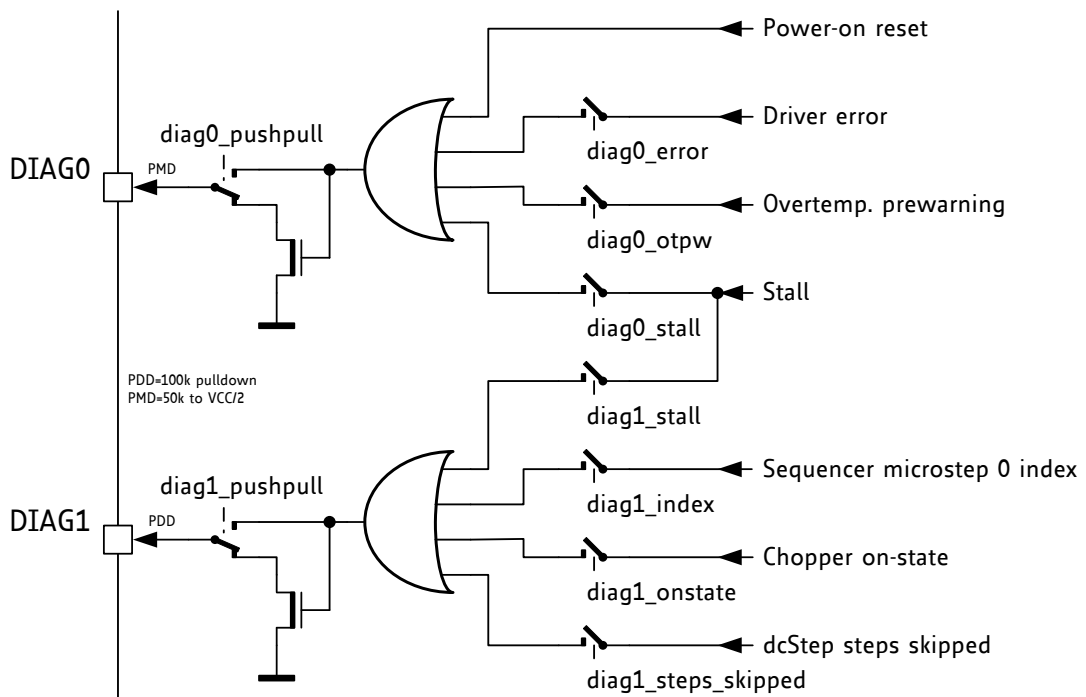 Power-on reset
Driver error
diag0_pushpull
diag0_error
DIAG0
PMD
Overtemp. prewarning
diag0_otpw
Stall
diag0_stall
PDD=100k pulldown
PMD=50k to VCC/2
diag1_stall
Sequencer microstep 0 index
diag1_pushpull
diag1_index
DIAG1
PDD
Chopper on-state
diag1_onstate
dcStep steps skipped
diag1_steps_skipped